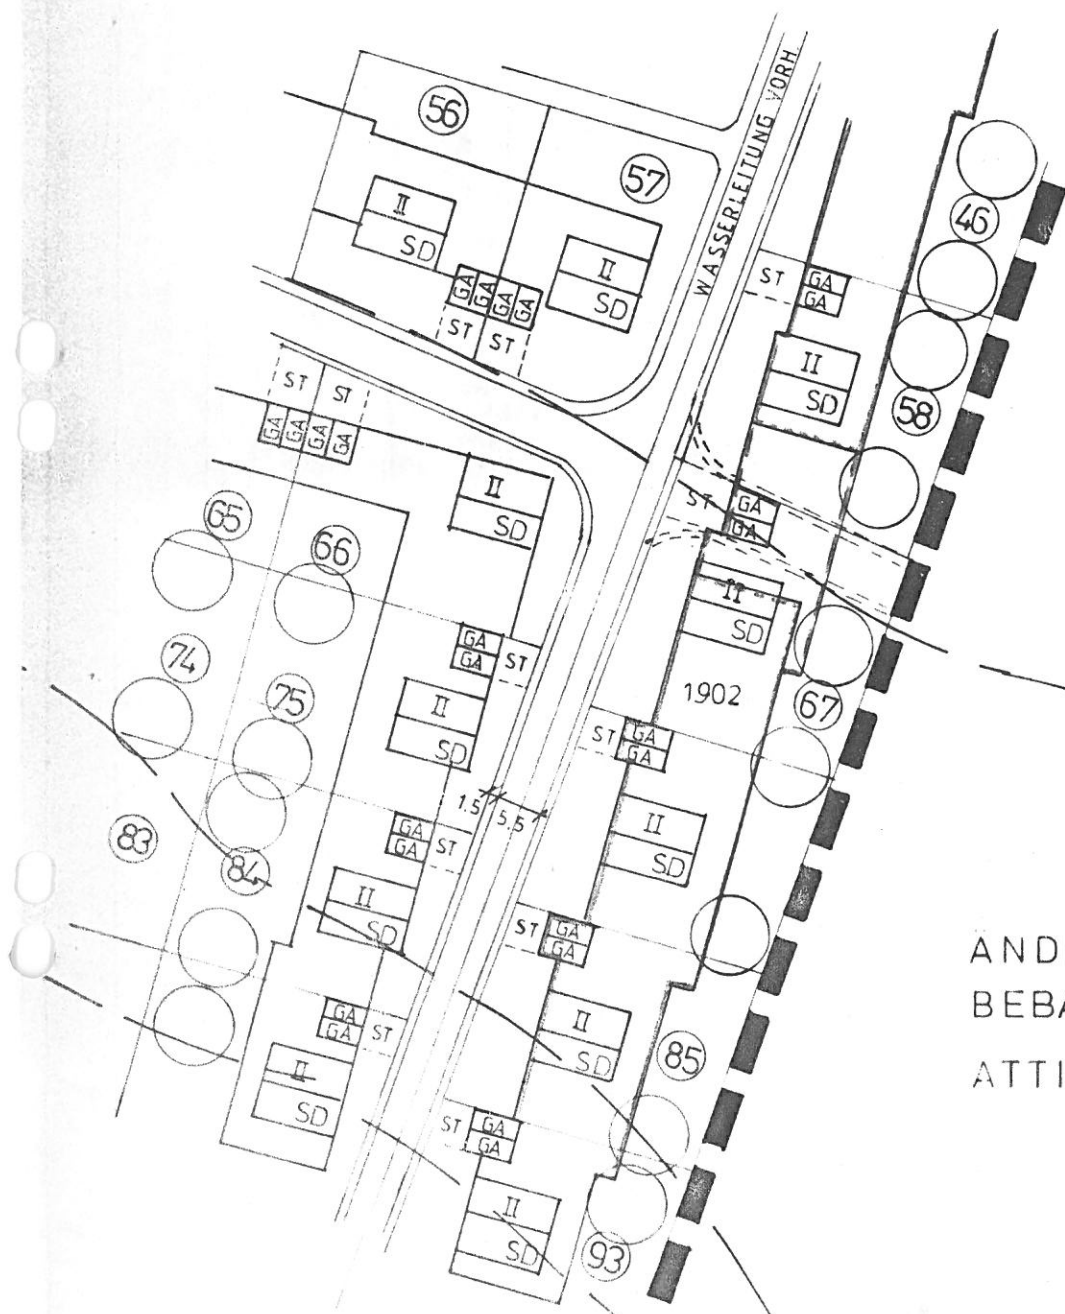 WASSERLEITUNG VORH.
56
57
46
II
SD
II
SD
ST
GA
GA
GA
GA
GA
GA
ST
ST
II
SD
58
ST
ST
GA
GA
GA
GA
II
SD
ST
GA
GA
65
66
II
SD
GA
GA
ST
74
75
II
SD
1902
67
ST
GA
GA
1.5
5.5
II
SD
83
GA
GA
ST
84
II
SD
ST
GA
GA
AND
BEBA
ATTI
GA
GA
ST
II
SD
85
II
SD
ST
GA
GA
II
SD
93